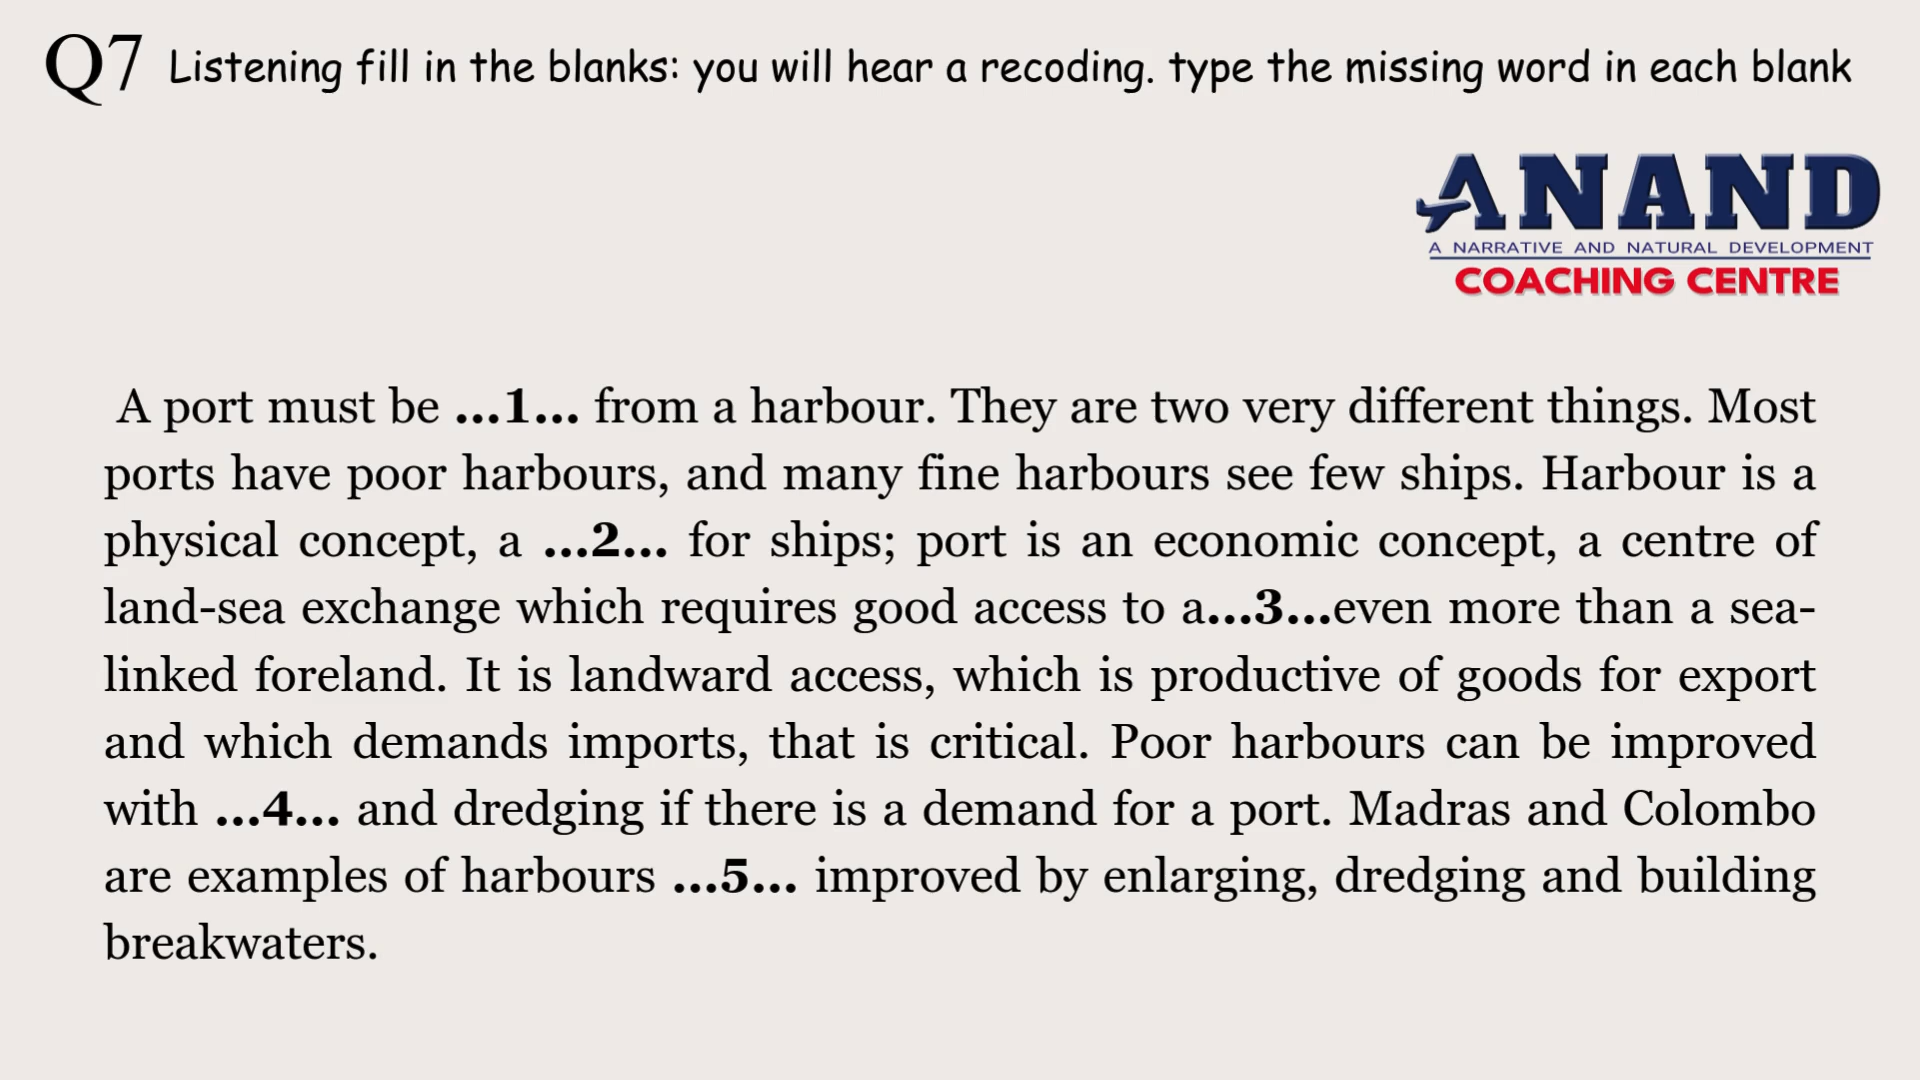 Q7 Listening fill in the blanks: you will hear a recoding. type the missing word in each blank
ANAND
A NARRATIVE AND NATURAL DEVELOPMENT
COACHING CENTRE
A port must be ...1... from a harbour. They are two very different things. Most
ports have poor harbours, and many fine harbours see few ships. Harbour is a
physical concept, a ...2... for ships; port is an economic concept, a centre of
land-sea exchange which requires good access to a...3...even more than a sea-
linked foreland. It is landward access, which is productive of goods for export
and which demands imports, that is critical. Poor harbours can be improved
with ...4... and dredging if there is a demand for a port. Madras and Colombo
are examples of harbours ...5... improved by enlarging, dredging and building
breakwaters.